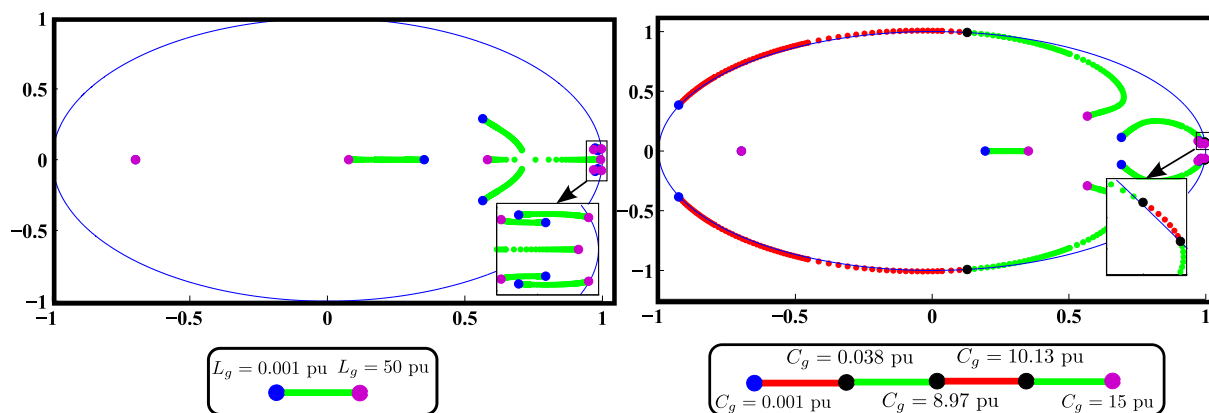 1
0.5
0
−0.5
−1
−1 −0.5 0 0.5 1
1
0.5
0
−0.5
−1
−1 −0.5 0 0.5 1
L_g = 0.001 pu L_g = 50 pu
C_g = 0.038 pu C_g = 10.13 pu
C_g = 0.001 pu C_g = 8.97 pu C_g = 15 pu